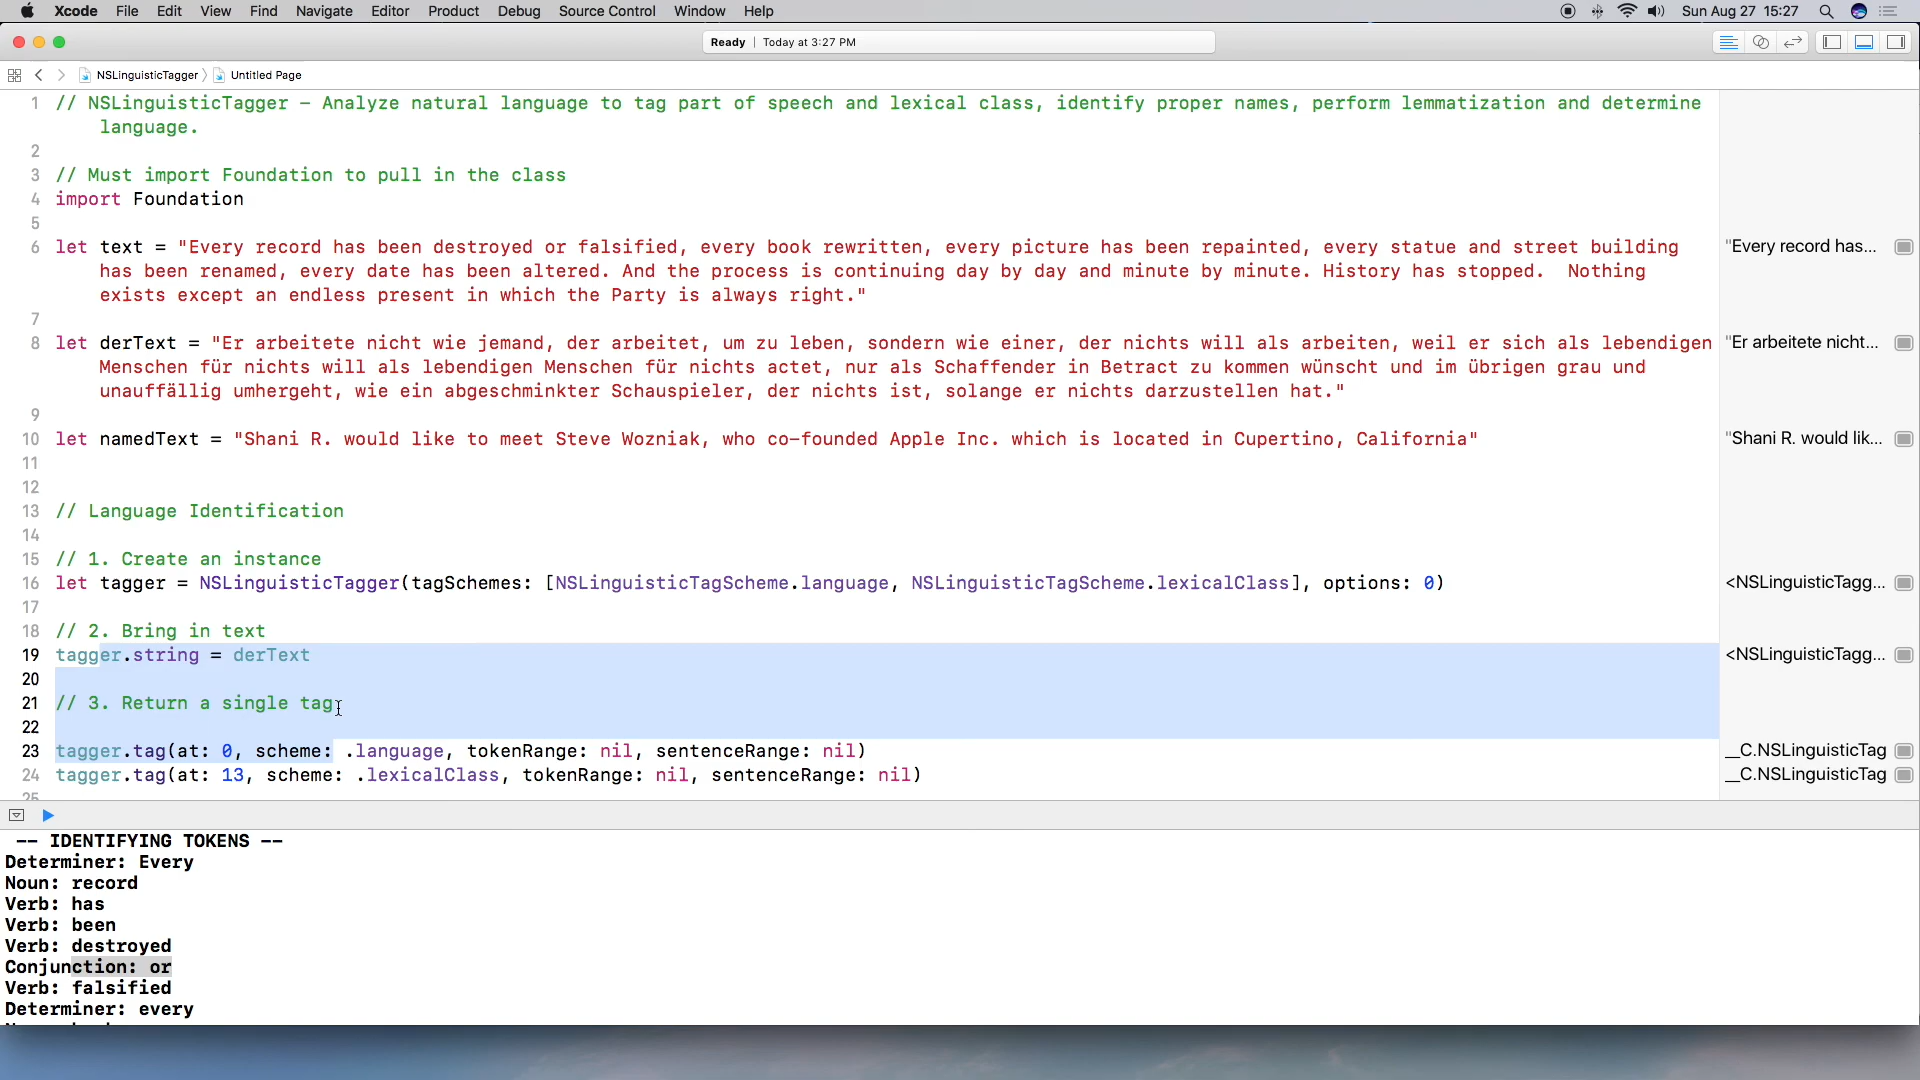 Xcode File Edit View Find Navigate Editor Product Debug Source Control Window Help Sun Aug 27 15:27
Ready | Today at 3:27 PM
NSLinguisticTagger Untitled Page
1 // NSLinguisticTagger – Analyze natural language to tag part of speech and lexical class, identify proper names, perform lemmatization and determine
language.
2
3 // Must import Foundation to pull in the class
4 import Foundation
5
6 let text = "Every record has been destroyed or falsified, every book rewritten, every picture has been repainted, every statue and street building "Every record has...
has been renamed, every date has been altered. And the process is continuing day by day and minute by minute. History has stopped.  Nothing
exists except an endless present in which the Party is always right."
7
8 let derText = "Er arbeitete nicht wie jemand, der arbeitet, um zu leben, sondern wie einer, der nichts will als arbeiten, weil er sich als lebendigen "Er arbeitete nicht...
Menschen für nichts will als lebendigen Menschen für nichts actet, nur als Schaffender in Betract zu kommen wünscht und im übrigen grau und
unauffällig umhergeht, wie ein abgeschminkter Schauspieler, der nichts ist, solange er nichts darzustellen hat."
9
10 let namedText = "Shani R. would like to meet Steve Wozniak, who co-founded Apple Inc. which is located in Cupertino, California" "Shani R. would lik...
11
12
13 // Language Identification
14
15 // 1. Create an instance
16 let tagger = NSLinguisticTagger(tagSchemes: [NSLinguisticTagScheme.language, NSLinguisticTagScheme.lexicalClass], options: 0) <NSLinguisticTagg...
17
18 // 2. Bring in text
19 tagger.string = derText <NSLinguisticTagg...
20
21 // 3. Return a single tag
22
23 tagger.tag(at: 0, scheme: .language, tokenRange: nil, sentenceRange: nil) __C.NSLinguisticTag
24 tagger.tag(at: 13, scheme: .lexicalClass, tokenRange: nil, sentenceRange: nil) __C.NSLinguisticTag
25
-- IDENTIFYING TOKENS --
Determiner: Every
Noun: record
Verb: has
Verb: been
Verb: destroyed
Conjunction: or
Verb: falsified
Determiner: every